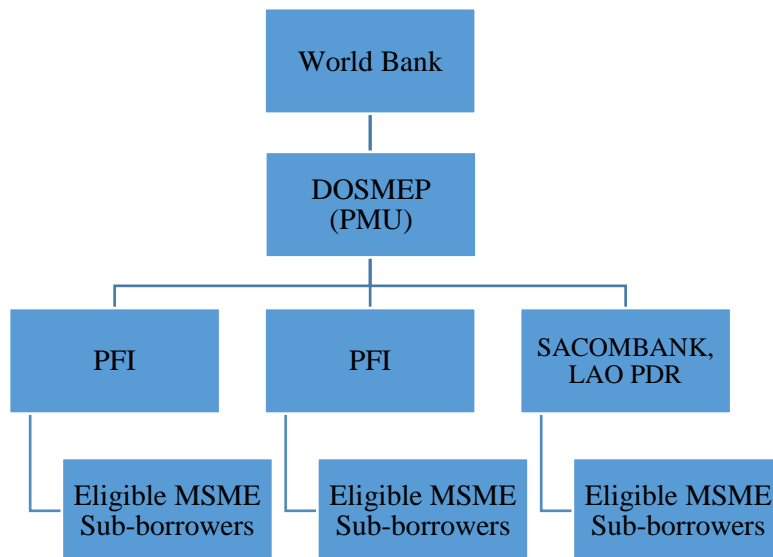 World Bank
DOSMEP
(PMU)
PFI
PFI
SACOMBANK,
LAO PDR
Eligible MSME
Sub-borrowers
Eligible MSME
Sub-borrowers
Eligible MSME
Sub-borrowers